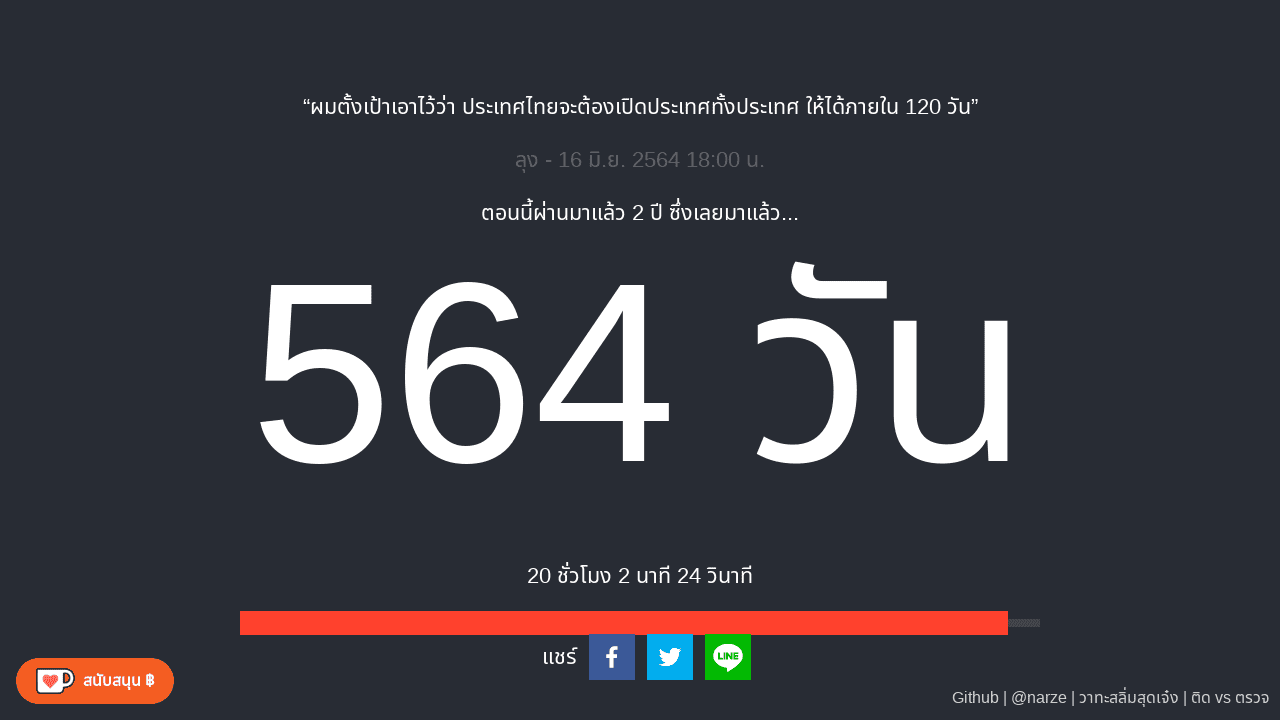 “ผมตั้งเป้าเอาไว้ว่า ประเทศไทยจะต้องเปิดประเทศทั้งประเทศ ให้ได้ภายใน 120 วัน”
ลุง - 16 มิ.ย. 2564 18:00 น.
ตอนนี้ผ่านมาแล้ว 2 ปี ซึ่งเลยมาแล้ว...
564 วัน
20 ชั่วโมง 2 นาที 24 วินาที
แชร์
LINE
สนับสนุน ฿
Github | @narze | วาทะสลิ่มสุดเจ๋ง | ติด vs ตรวจ